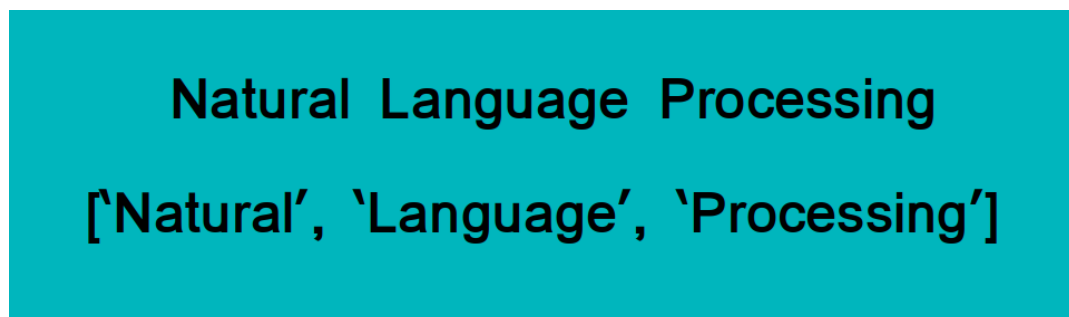 Natural Language Processing
[‘Natural’, ‘Language’, ‘Processing’]